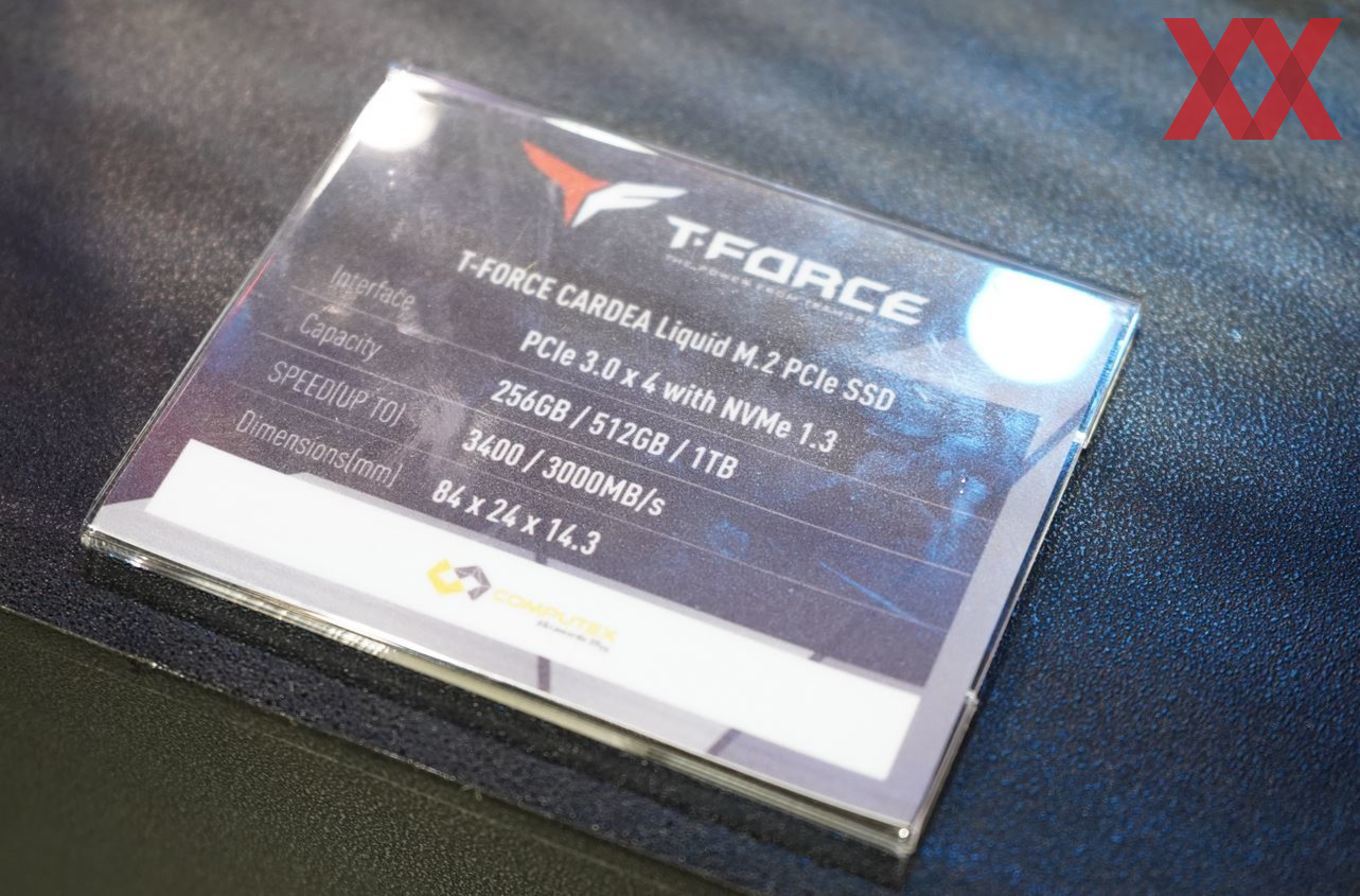 T-FORCE
T-FORCE CARDEA Liquid M.2 PCIe SSD
Interface PCIe 3.0 x 4 with NVMe 1.3
Capacity 256GB / 512GB / 1TB
SPEED(UP TO) 3400 / 3000MB/s
Dimensions(mm) 84 x 24 x 14.3
COMPUTEX